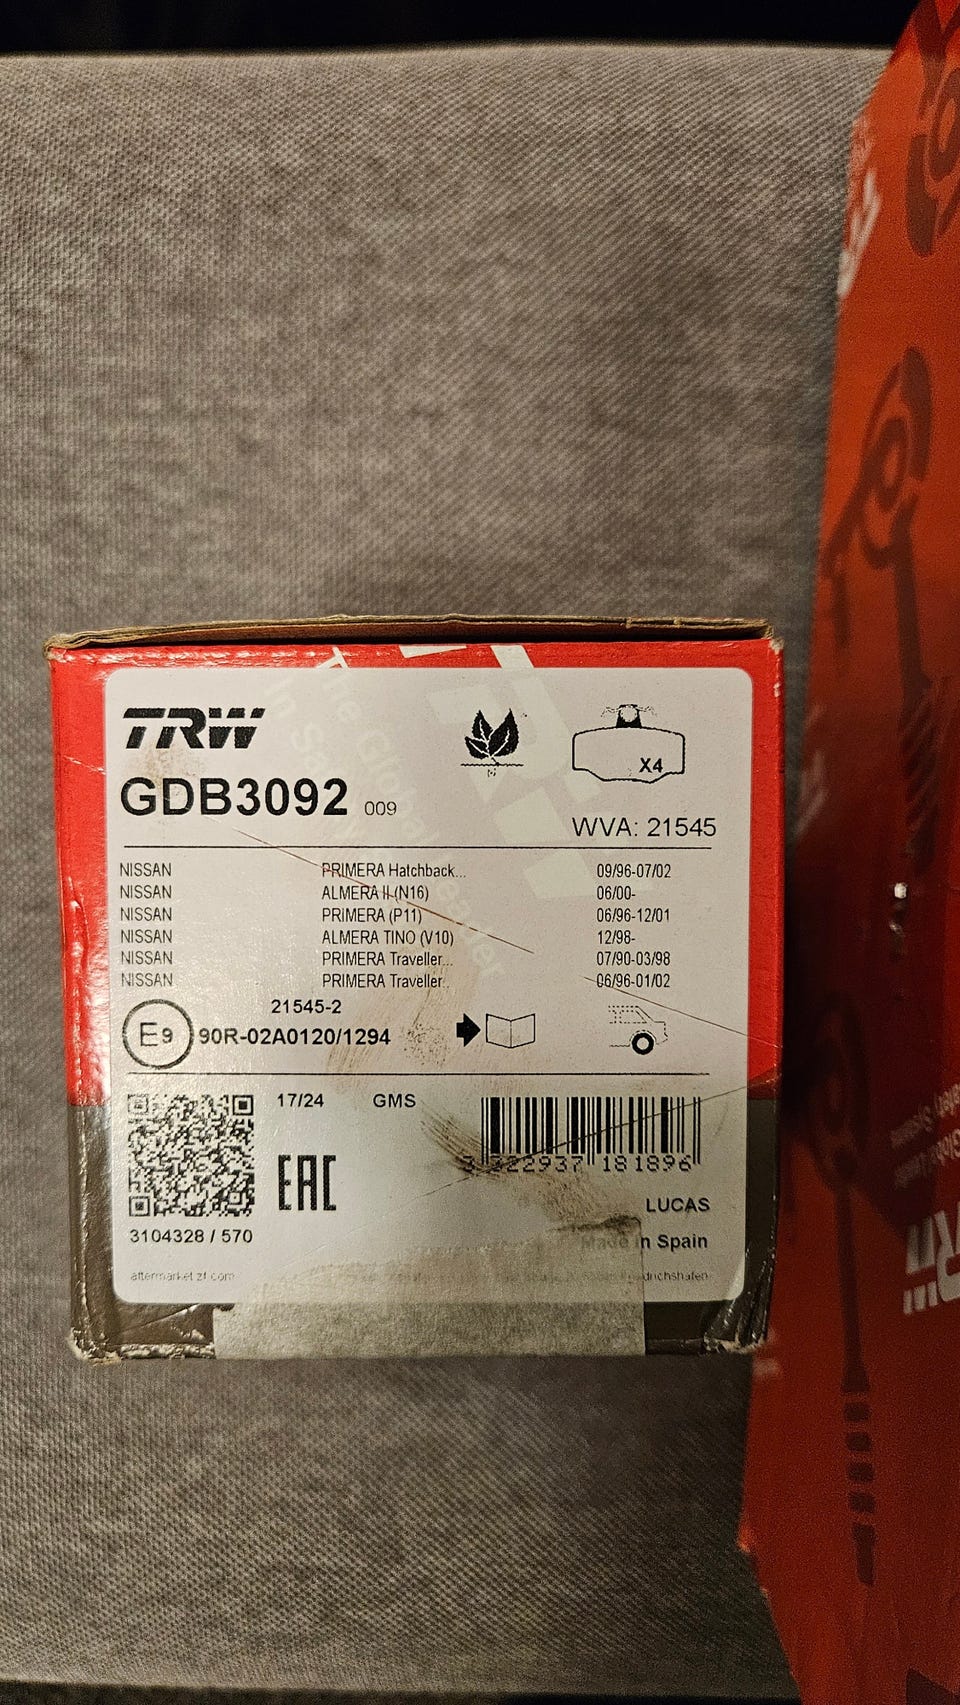 TRW
GDB3092 009
X4
WVA: 21545
NISSAN PRIMERA Hatchback... 09/96-07/02
NISSAN ALMERA II (N16) 06/00-
NISSAN PRIMERA (P11) 06/96-12/01
NISSAN ALMERA TINO (V10) 12/98-
NISSAN PRIMERA Traveller... 07/90-03/98
NISSAN PRIMERA Traveller.. 06/96-01/02
21545-2
E9 90R-02A0120/1294
17/24 GMS
EAC
3 322937 181896
LUCAS
3104328 / 570
Made in Spain
aftermarket.zf.com